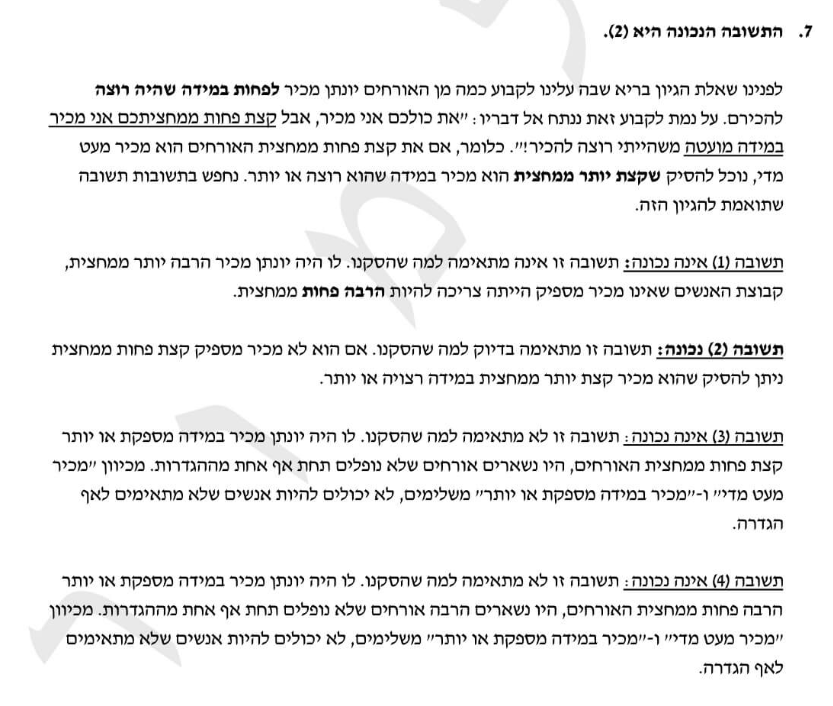 7. התשובה הנכונה היא (2).
לפנינו שאלת הגיון בריא שבה עלינו לקבוע כמה מן האורחים יונתן מכיר לפחות במידה שהיה רוצה
להכירם. על נמת לקבוע זאת ננתח אל דבריו: "את כולכם אני מכיר, אבל קצת פחות ממחציתכם אני מכיר
במידה מועטה משהייתי רוצה להכיר!". כלומר, אם את קצת פחות ממחצית האורחים הוא מכיר מעט
מדי, נוכל להסיק שקצת יותר ממחצית הוא מכיר במידה שהוא רוצה או יותר. נחפש בתשובות תשובה
שתואמת להגיון הזה.
תשובה (1) אינה נכונה: תשובה זו אינה מתאימה למה שהסקנו. לו היה יונתן מכיר הרבה יותר ממחצית,
קבוצת האנשים שאינו מכיר מספיק הייתה צריכה להיות הרבה פחות ממחצית.
תשובה (2) נכונה: תשובה זו מתאימה בדיוק למה שהסקנו. אם הוא לא מכיר מספיק קצת פחות ממחצית
ניתן להסיק שהוא מכיר קצת יותר ממחצית במידה רצויה או יותר.
תשובה (3) אינה נכונה: תשובה זו לא מתאימה למה שהסקנו. לו היה יונתן מכיר במידה מספקת או יותר
קצת פחות ממחצית האורחים, היו נשארים אורחים שלא נופלים תחת אף אחת מההגדרות. מכיוון "מכיר
מעט מדי" ו-"מכיר במידה מספקת או יותר" משלימים, לא יכולים להיות אנשים שלא מתאימים לאף
הגדרה.
תשובה (4) אינה נכונה: תשובה זו לא מתאימה למה שהסקנו. לו היה יונתן מכיר במידה מספקת או יותר
הרבה פחות ממחצית האורחים, היו נשארים הרבה אורחים שלא נופלים תחת אף אחת מההגדרות. מכיוון
"מכיר מעט מדי" ו-"מכיר במידה מספקת או יותר" משלימים, לא יכולים להיות אנשים שלא מתאימים
לאף הגדרה.